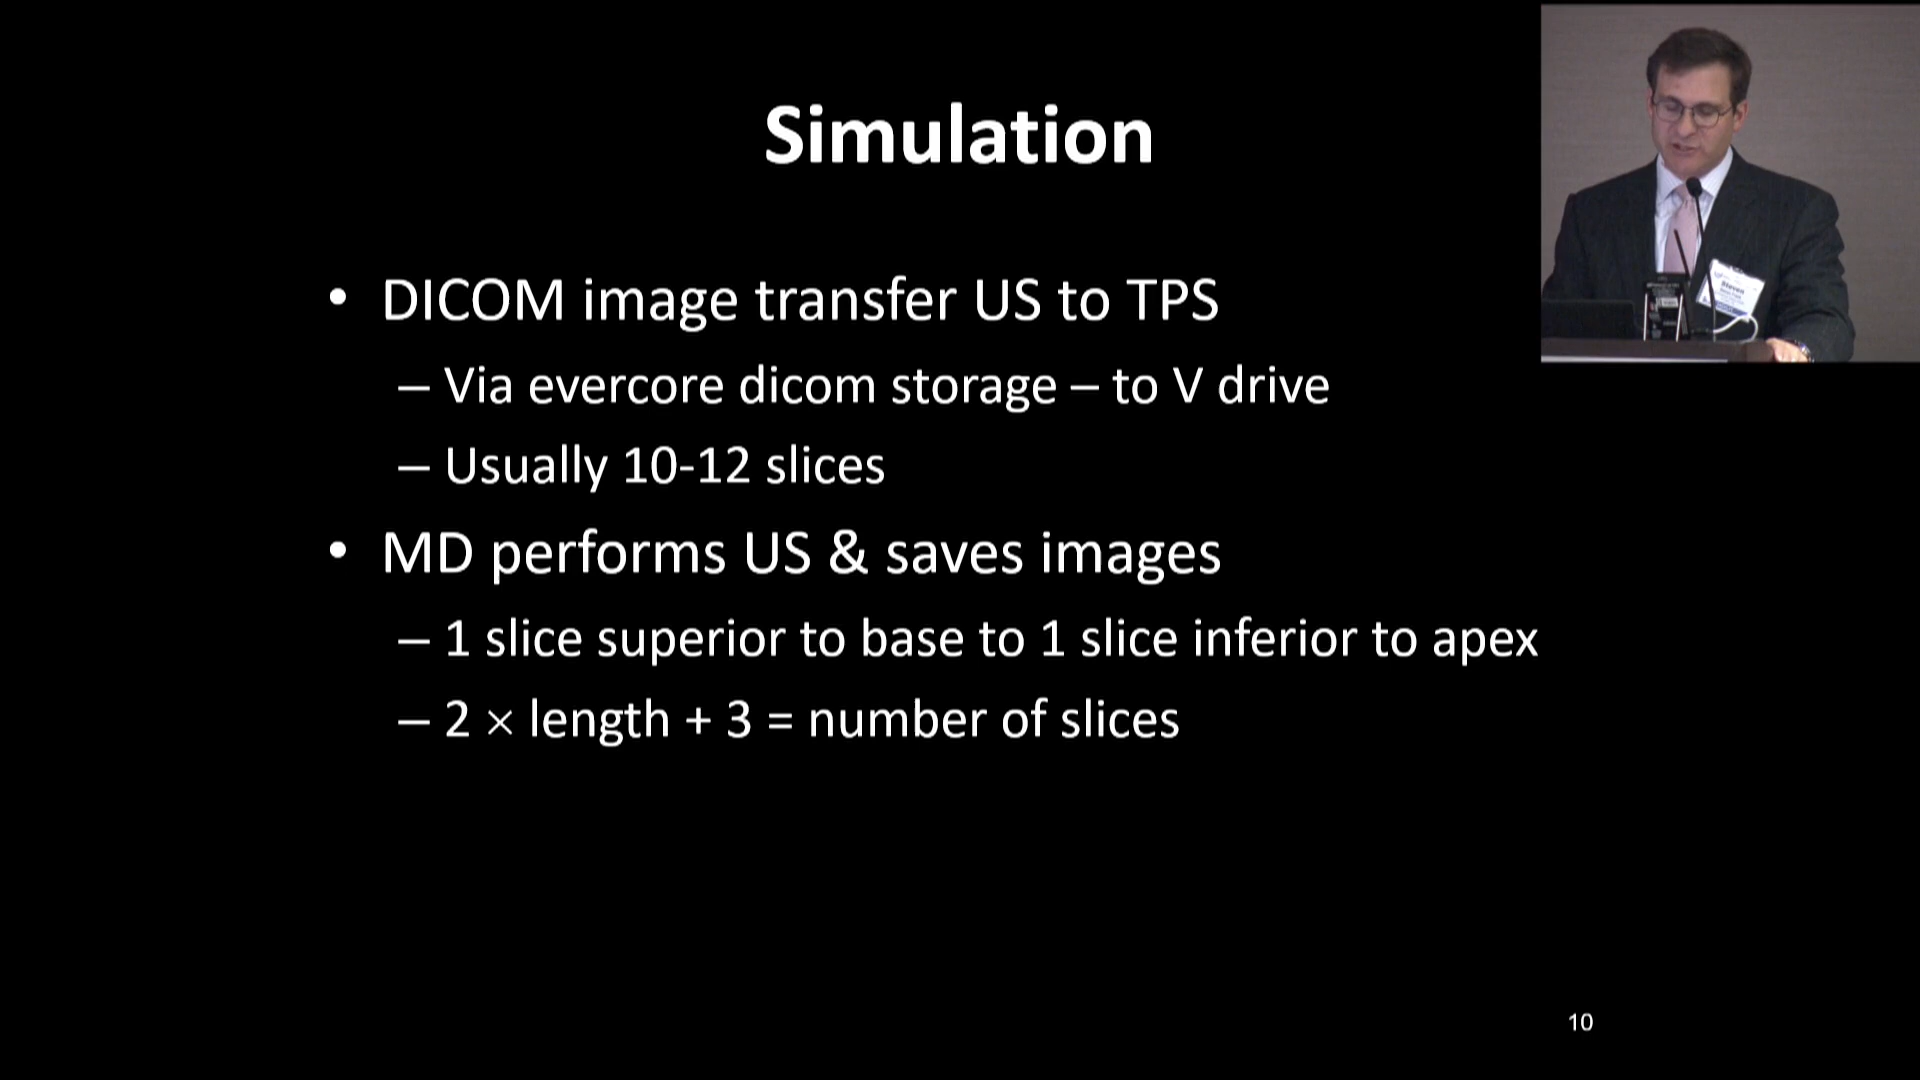 Simulation
• DICOM image transfer US to TPS
– Via evercore dicom storage – to V drive
– Usually 10-12 slices
• MD performs US & saves images
– 1 slice superior to base to 1 slice inferior to apex
– 2 × length + 3 = number of slices
Steven
10